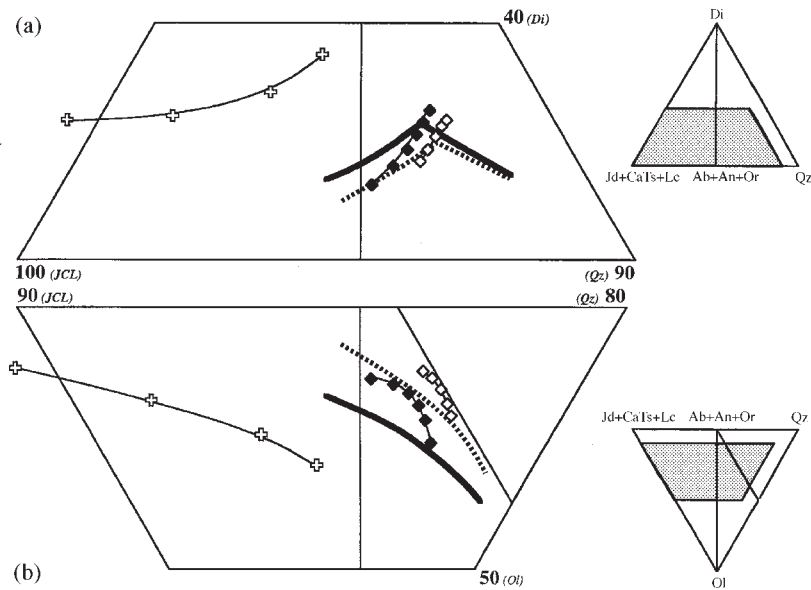 (a)
40 (Di)
Di
Jd+CaTs+Lc Ab+An+Or Qz
100 (JCL) (Qz) 90
90 (JCL) (Qz) 80
Jd+CaTs+Lc Ab+An+Or Qz
(b)
50 (Ol)
Ol